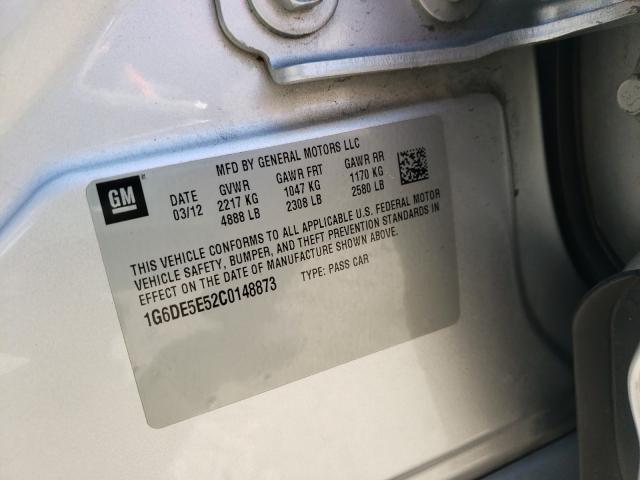 MFD BY GENERAL MOTORS LLC
GM
DATE GVWR GAWR FRT GAWR RR
03/12 2217 KG 1047 KG 1170 KG
4888 LB 2308 LB 2580 LB
THIS VEHICLE CONFORMS TO ALL APPLICABLE U.S. FEDERAL MOTOR
VEHICLE SAFETY, BUMPER, AND THEFT PREVENTION STANDARDS IN
EFFECT ON THE DATE OF MANUFACTURE SHOWN ABOVE.
1G6DE5E52C0148873 TYPE: PASS CAR